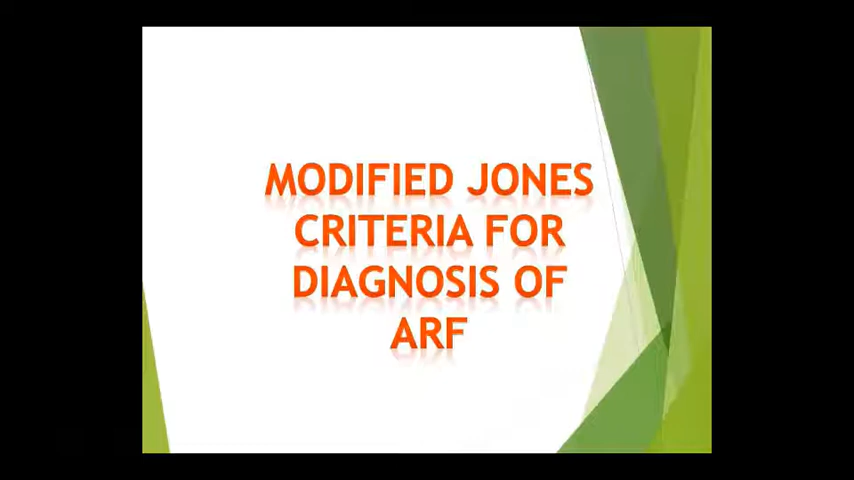 MODIFIED JONES
CRITERIA FOR
DIAGNOSIS OF
ARF